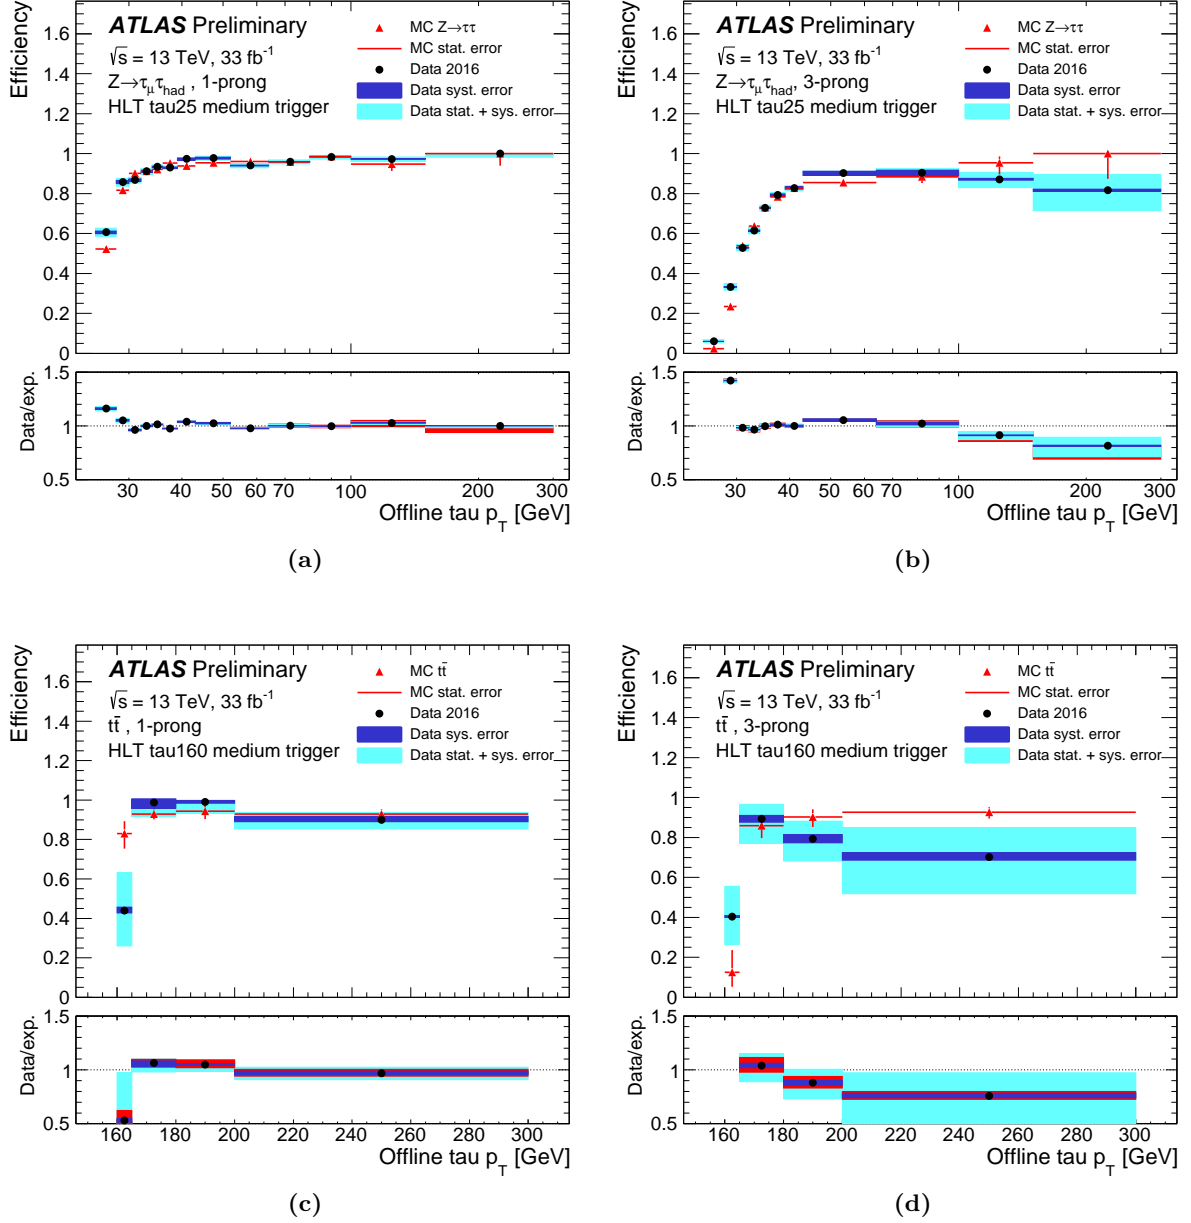 ATLAS Preliminary
√s = 13 TeV, 33 fb-1
Z→τμτhad , 1-prong
HLT tau25 medium trigger
MC Z→ττ
MC stat. error
Data 2016
Data syst. error
Data stat. + sys. error
Efficiency
1.6
1.4
1.2
1
0.8
0.6
0.4
0.2
0
Data/exp.
1.5
1
0.5
30 40 50 60 70 100 200 300
Offline tau pT [GeV]
(a)
ATLAS Preliminary
√s = 13 TeV, 33 fb-1
Z→τμτhad, 3-prong
HLT tau25 medium trigger
MC Z→ττ
MC stat. error
Data 2016
Data syst. error
Data stat. + sys. error
Efficiency
1.6
1.4
1.2
1
0.8
0.6
0.4
0.2
0
Data/exp.
1.5
1
0.5
30 40 50 60 70 100 200 300
Offline tau pT [GeV]
(b)
ATLAS Preliminary
√s = 13 TeV, 33 fb-1
tt̄ , 1-prong
HLT tau160 medium trigger
MC tt̄
MC stat. error
Data 2016
Data sys. error
Data stat. + sys. error
Efficiency
1.6
1.4
1.2
1
0.8
0.6
0.4
0.2
0
Data/exp.
1.5
1
0.5
160 180 200 220 240 260 280 300
Offline tau pT [GeV]
(c)
ATLAS Preliminary
√s = 13 TeV, 33 fb-1
tt̄ , 3-prong
HLT tau160 medium trigger
MC tt̄
MC stat. error
Data 2016
Data syst. error
Data stat. + sys. error
Efficiency
1.6
1.4
1.2
1
0.8
0.6
0.4
0.2
0
Data/exp.
1.5
1
0.5
160 180 200 220 240 260 280 300
Offline tau pT [GeV]
(d)